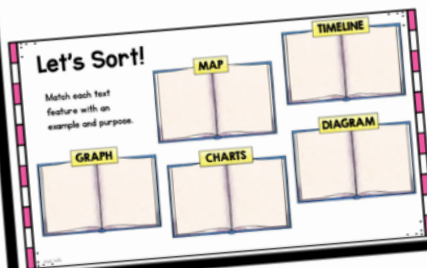 Let's Sort!
Match each text
feature with an
example and purpose.
MAP
TIMELINE
GRAPH
CHARTS
DIAGRAM